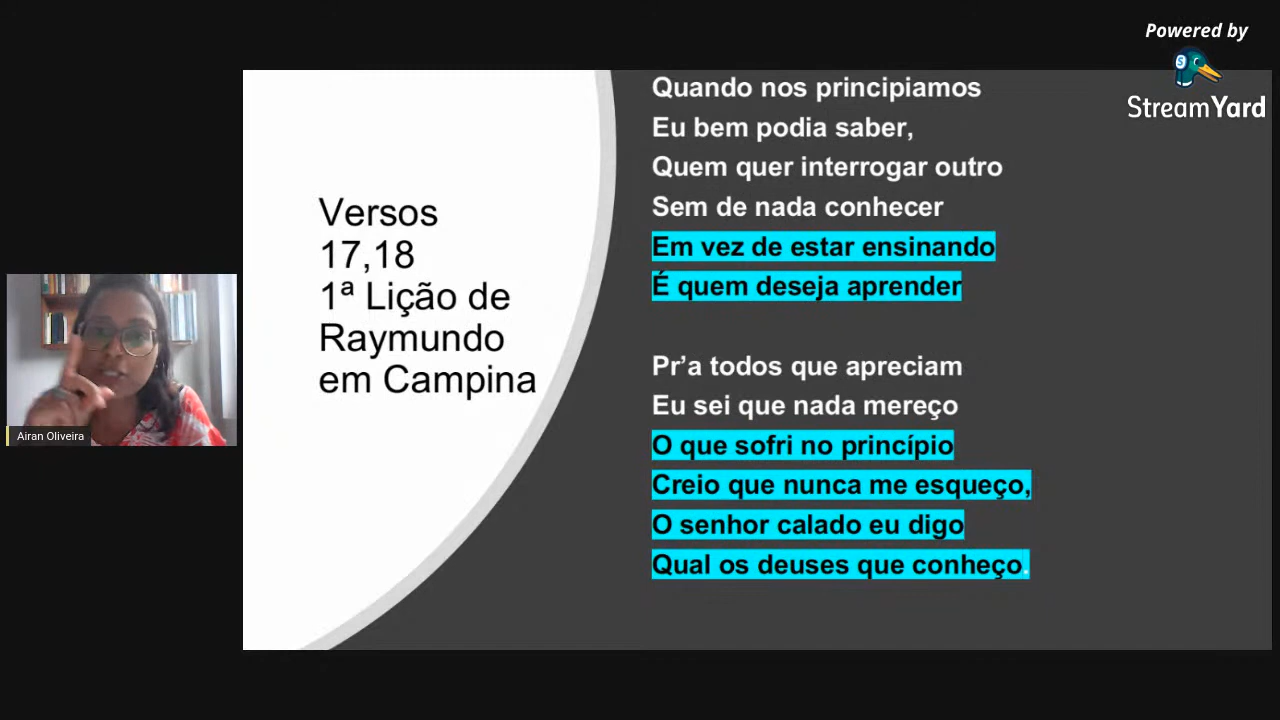 Powered by
StreamYard
Versos
17,18
1ª Lição de
Raymundo
em Campina
Quando nos principiamos
Eu bem podia saber,
Quem quer interrogar outro
Sem de nada conhecer
Em vez de estar ensinando
É quem deseja aprender
Pr’a todos que apreciam
Eu sei que nada mereço
O que sofri no princípio
Creio que nunca me esqueço,
O senhor calado eu digo
Qual os deuses que conheço.
Airan Oliveira